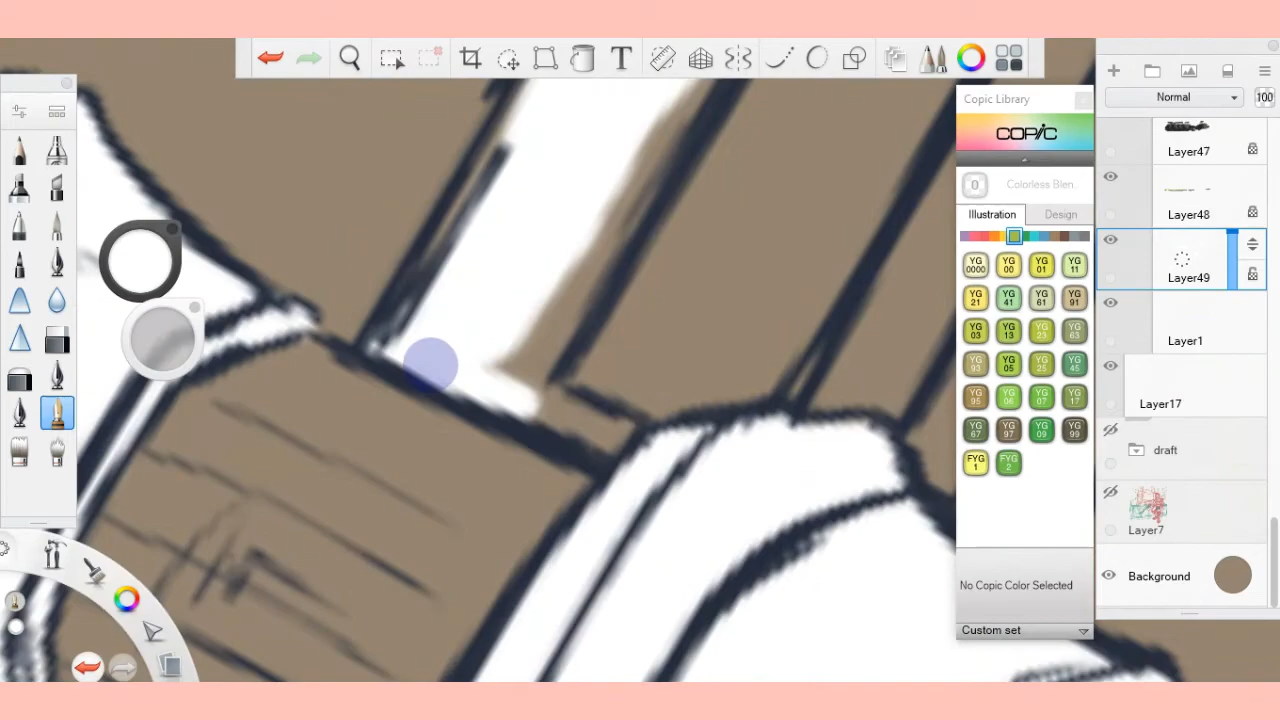 T
Copic Library
COPIC
0 Colorless Blen..
Illustration Design
YG 0000 YG 00 YG 01 YG 11
YG 21 YG 41 YG 61 YG 91
YG 03 YG 13 YG 23 YG 63
YG 93 YG 05 YG 25 YG 45
YG 95 YG 06 YG 07 YG 17
YG 67 YG 97 YG 09 YG 99
FYG 1 FYG 2
No Copic Color Selected
Custom set
Normal 100
Layer47
Layer48
Layer49
Layer1
Layer17
draft
Layer7
Background